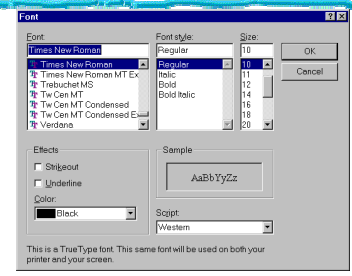 Font
Font:
Font style:
Size:
Times New Roman
Regular
10
OK
Cancel
Times New Roman
Times New Roman MT Ex
Trebuchet MS
Tw Cen MT
Tw Cen MT Condensed
Tw Cen MT Condensed Ex
Verdana
Regular
Italic
Bold
Bold Italic
10
11
12
14
16
18
20
Effects
Strikeout
Underline
Color:
Black
Sample
AaBbYyZz
Script:
Western
This is a TrueType font. This same font will be used on both your
printer and your screen.